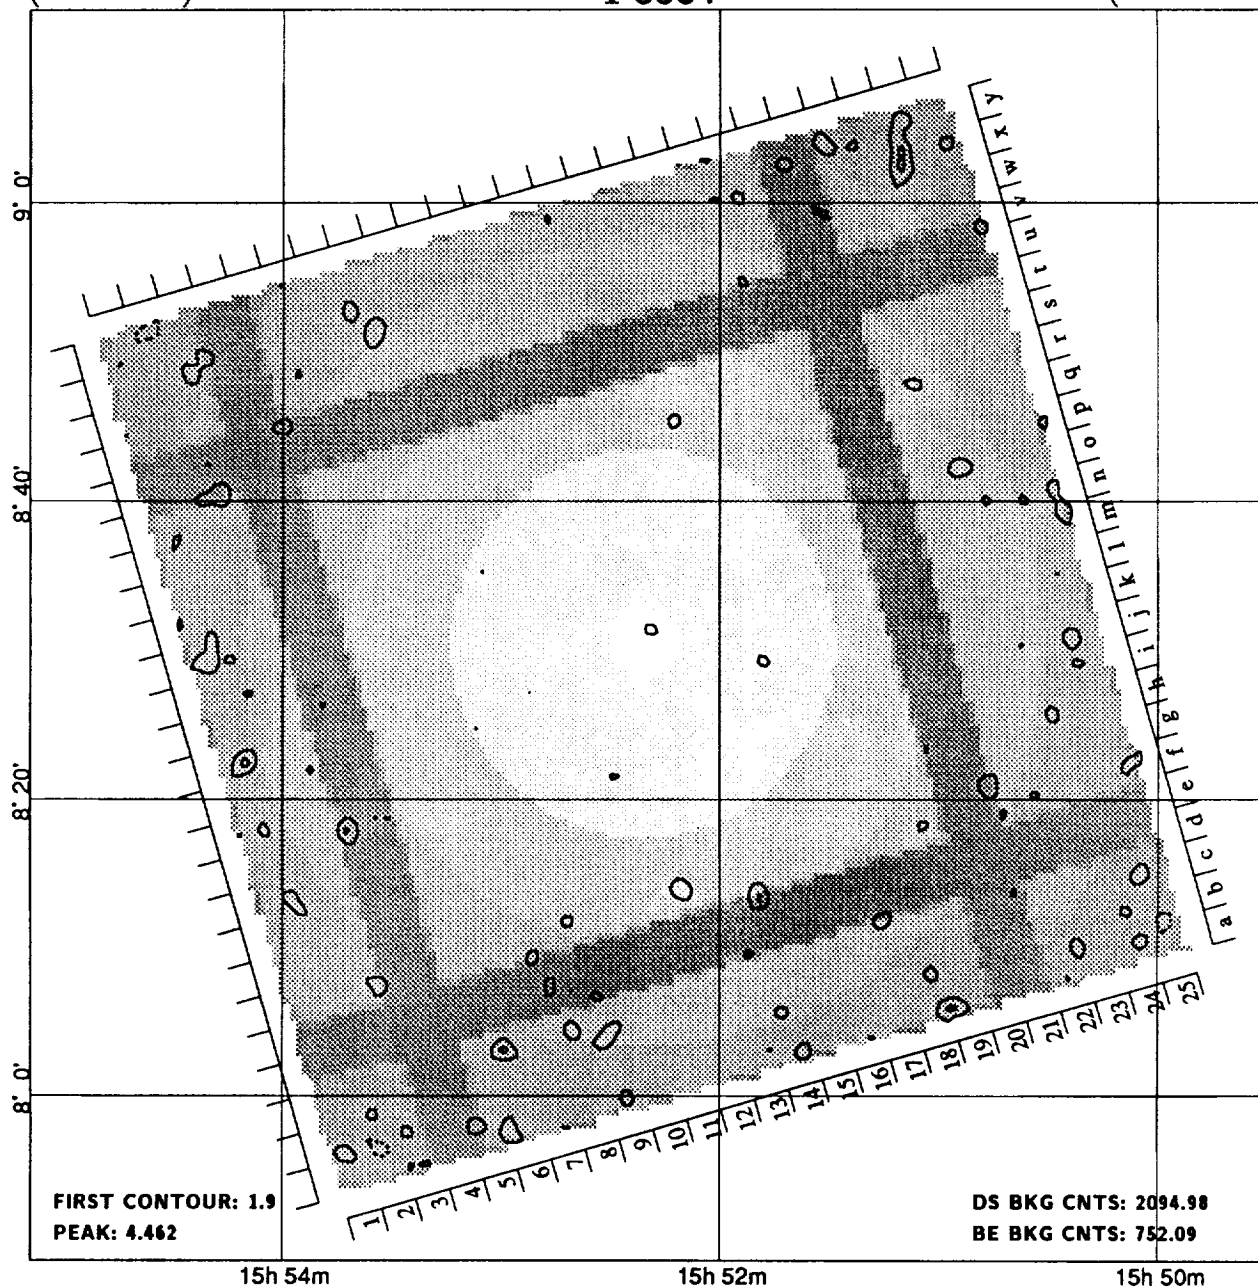 9° 0'
8° 40'
8° 20'
8° 0'
y
x
w
v
u
t
s
r
q
p
o
n
m
l
k
j
i
h
g
f
e
d
c
b
a
1 2 3 4 5 6 7 8 9 10 11 12 13 14 15 16 17 18 19 20 21 22 23 24 25
FIRST CONTOUR: 1.9
PEAK: 4.462
DS BKG CNTS: 2094.98
BE BKG CNTS: 752.09
15h 54m
15h 52m
15h 50m